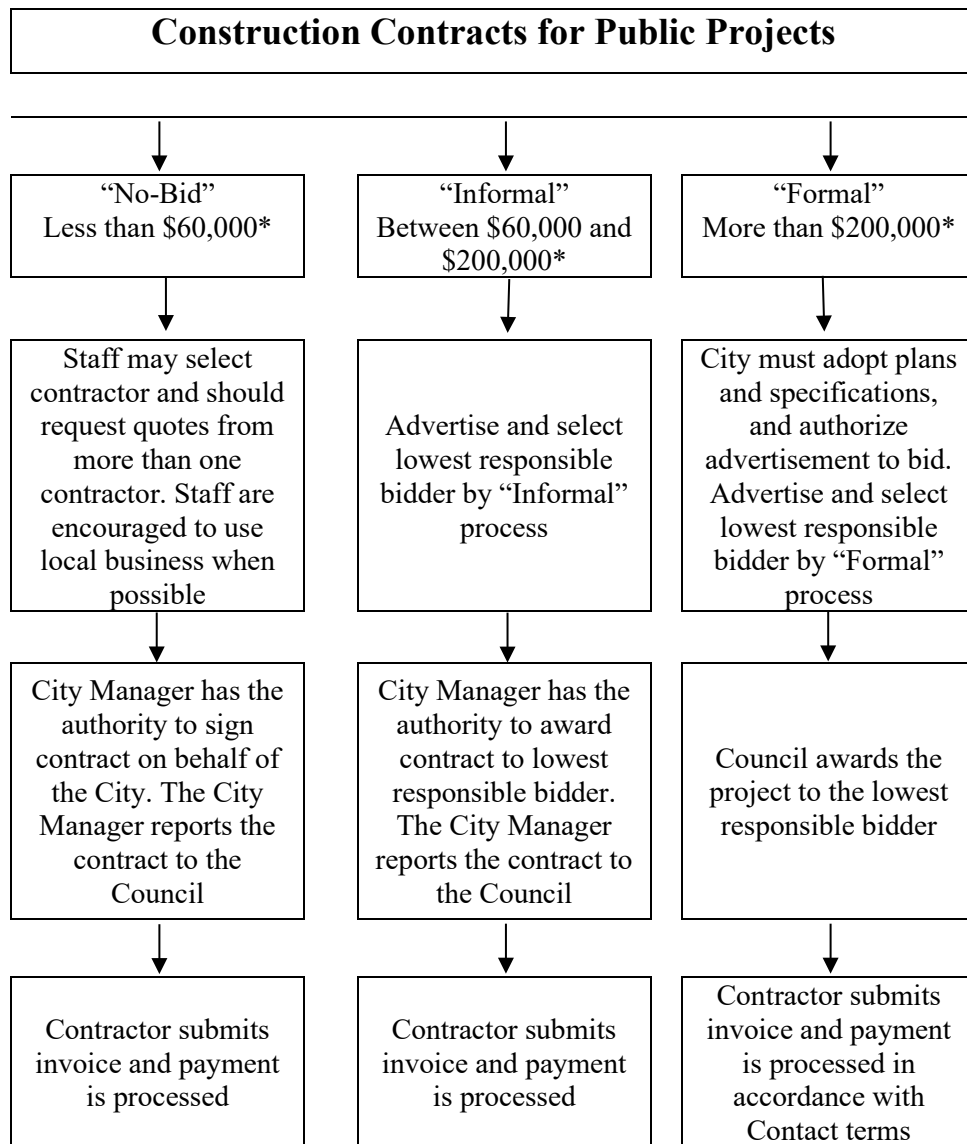 Construction Contracts for Public Projects
“No-Bid”
Less than $60,000*
“Informal”
Between $60,000 and
$200,000*
“Formal”
More than $200,000*
Staff may select
contractor and should
request quotes from
more than one
contractor. Staff are
encouraged to use
local business when
possible
Advertise and select
lowest responsible
bidder by “Informal”
process
City must adopt plans
and specifications,
and authorize
advertisement to bid.
Advertise and select
lowest responsible
bidder by “Formal”
process
City Manager has the
authority to sign
contract on behalf of
the City. The City
Manager reports the
contract to the
Council
City Manager has the
authority to award
contract to lowest
responsible bidder.
The City Manager
reports the contract to
the Council
Council awards the
project to the lowest
responsible bidder
Contractor submits
invoice and payment
is processed
Contractor submits
invoice and payment
is processed
Contractor submits
invoice and payment
is processed in
accordance with
Contact terms